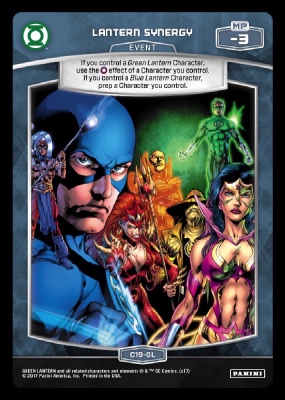 LANTERN SYNERGY
MP
-3
EVENT
If you control a Green Lantern Character,
use the effect of a Character you control.
If you control a Blue Lantern Character,
prep a Character you control.
C19-GL
GREEN LANTERN and all related characters and elements © & ™ DC Comics. (s17)
© 2017 Panini America, Inc. Printed in the USA.
PANINI